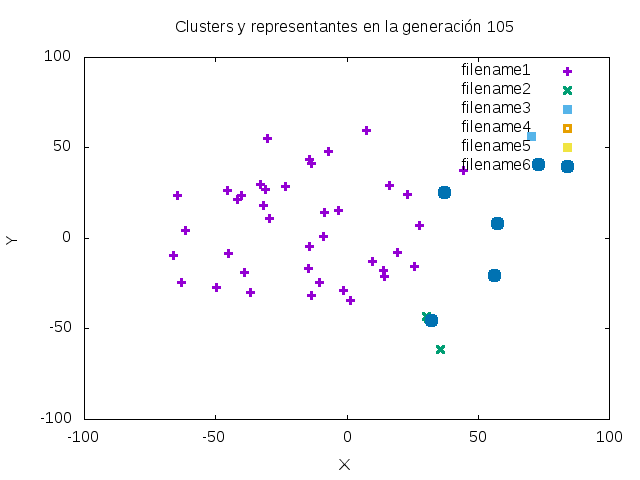 Clusters y representantes en la generación 105
100
50
0
-50
-100
-100
-50
0
50
100
X
Y
filename1
filename2
filename3
filename4
filename5
filename6